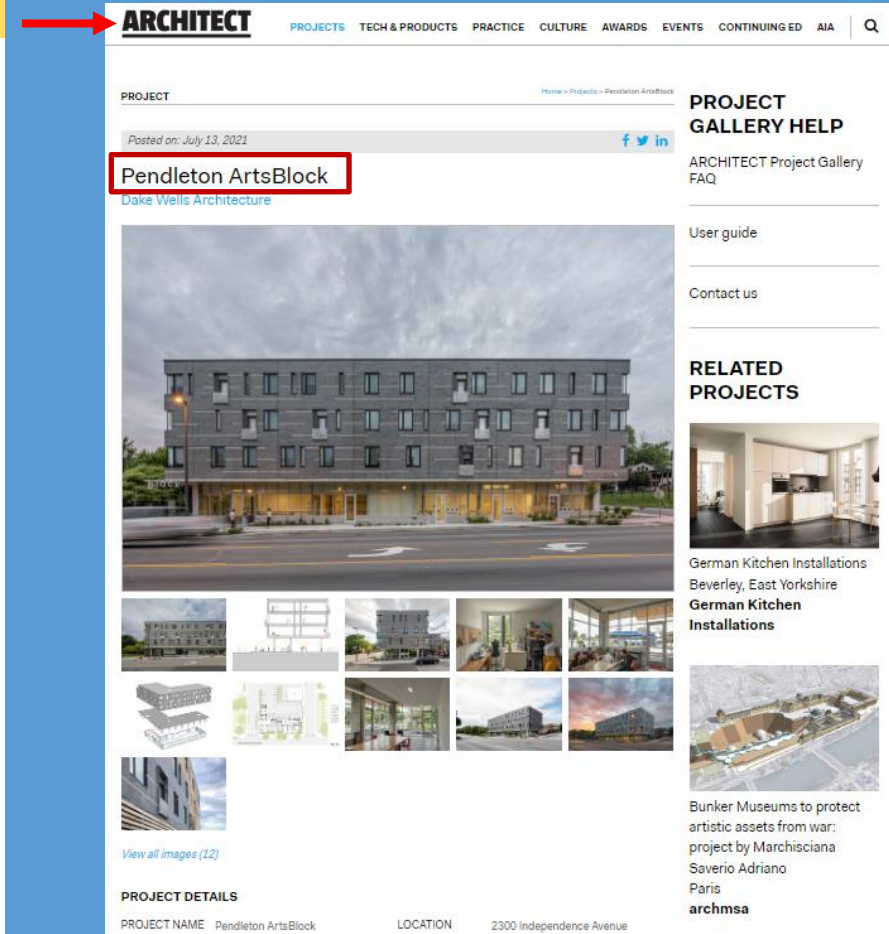 ARCHITECT
PROJECTS TECH & PRODUCTS PRACTICE CULTURE AWARDS EVENTS CONTINUING ED AIA
PROJECT
Home > Projects > Pendleton ArtsBlock
Posted on: July 13, 2021
Pendleton ArtsBlock
Dake Wells Architecture
BLOCK
View all images (12)
PROJECT DETAILS
PROJECT NAME Pendleton ArtsBlock
LOCATION 2300 Independence Avenue
PROJECT
GALLERY HELP
ARCHITECT Project Gallery
FAQ
User guide
Contact us
RELATED
PROJECTS
German Kitchen Installations
Beverley, East Yorkshire
German Kitchen
Installations
Bunker Museums to protect
artistic assets from war:
project by Marchisciana
Saverio Adriano
Paris
archmsa